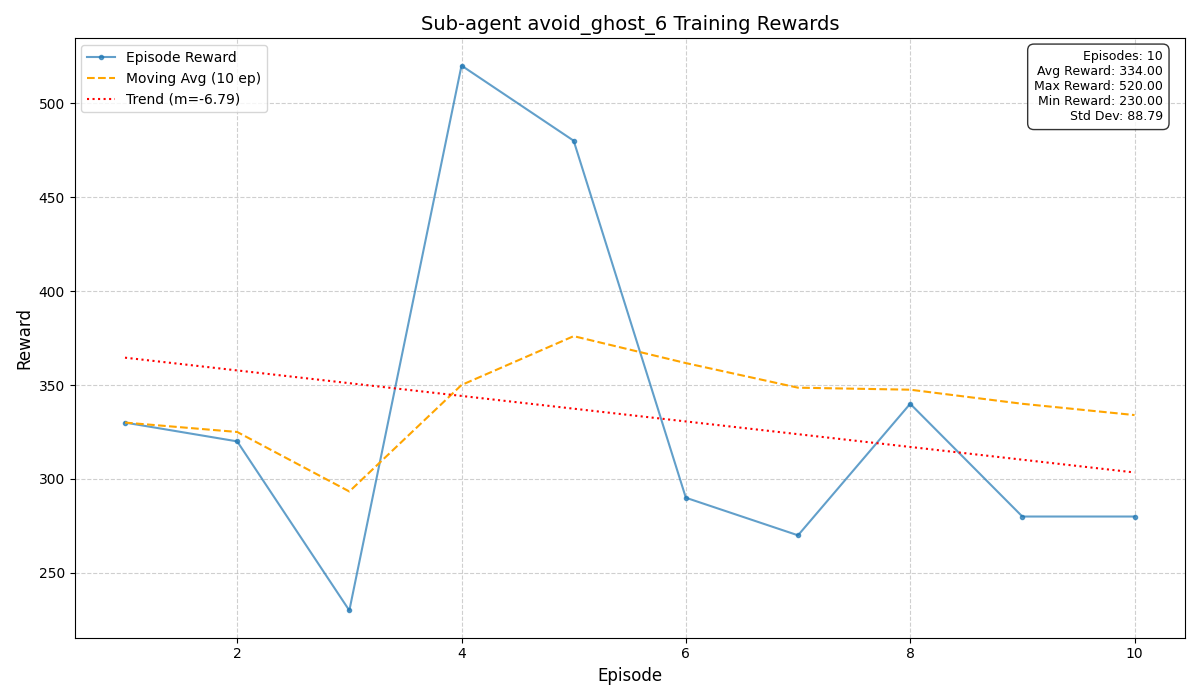 Sub-agent avoid_ghost_6 Training Rewards
Episode Reward
Moving Avg (10 ep)
Trend (m=-6.79)
Episodes: 10
Avg Reward: 334.00
Max Reward: 520.00
Min Reward: 230.00
Std Dev: 88.79
Reward
500
450
400
350
300
250
2
4
6
8
10
Episode